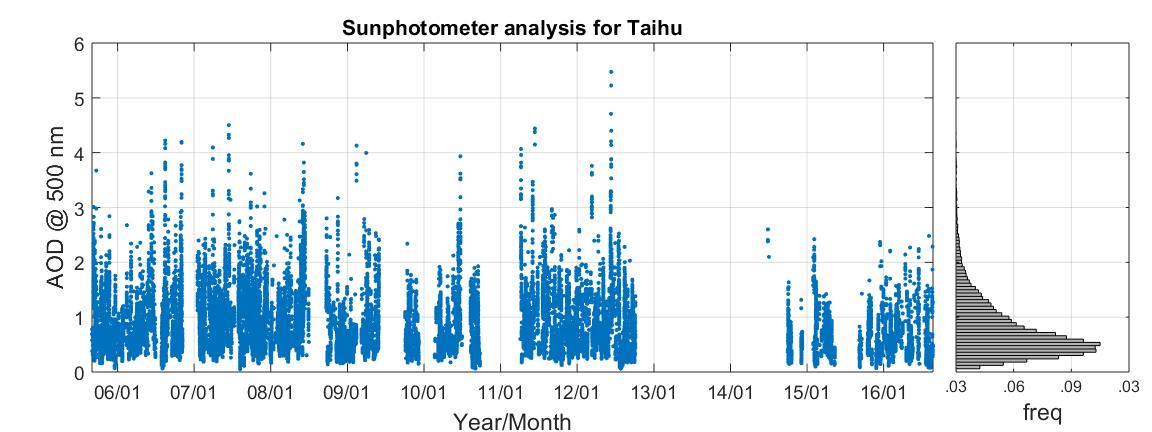 Sunphotometer analysis for Taihu
6
5
4
3
2
1
0
AOD @ 500 nm
06/01 07/01 08/01 09/01 10/01 11/01 12/01 13/01 14/01 15/01 16/01
Year/Month
.03 .06 .09 .03
freq